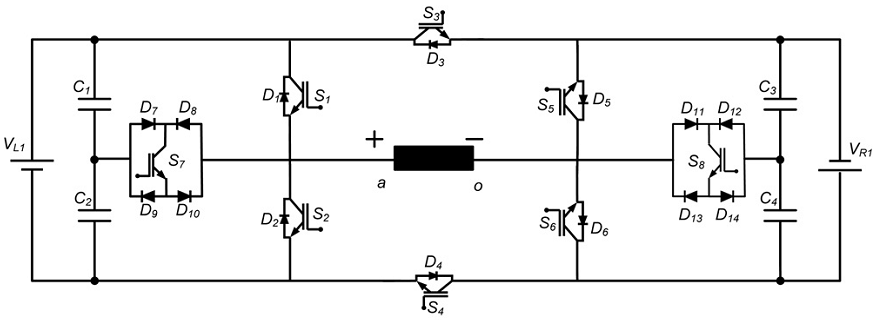 S3
D3
C1
D7 D8
D1 S1
S5 D5
D11 D12
C3
VL1
S7
+ −
S8
VR1
a o
C2
D9 D10
D2 S2
S6 D6
D13 D14
C4
D4
S4